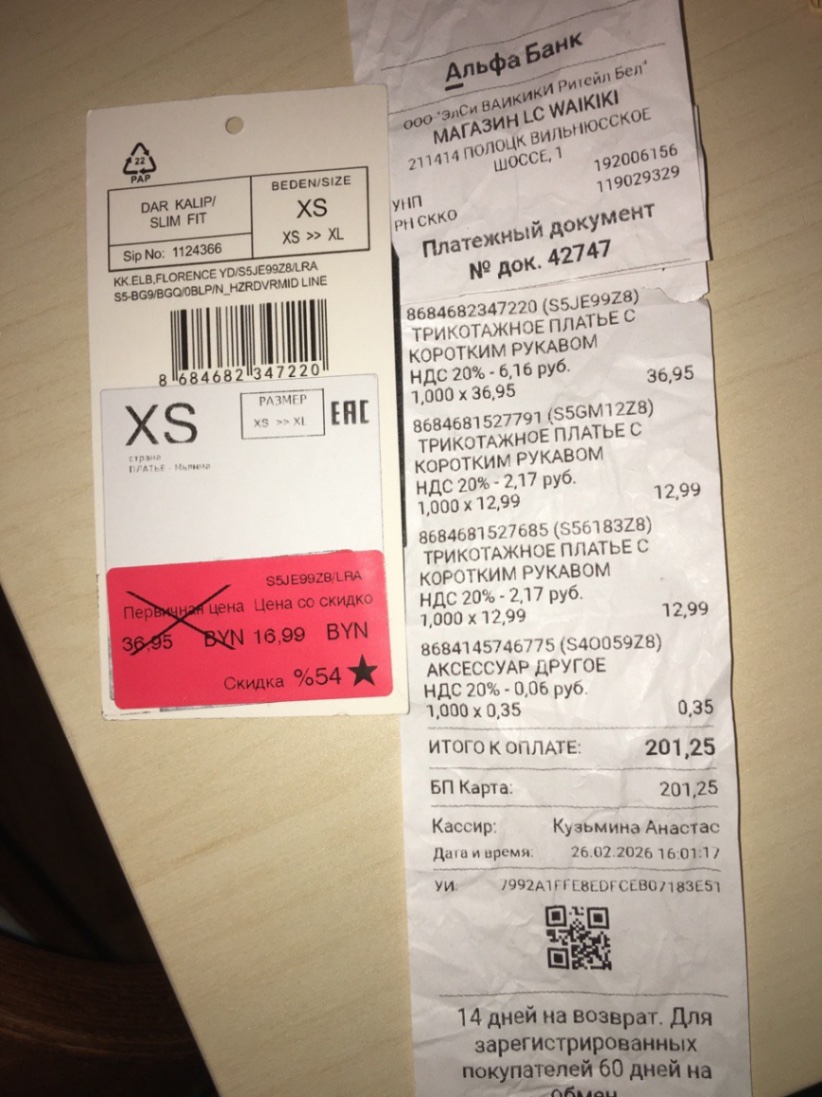 22
PAP
DAR KALIP/
SLIM FIT
BEDEN/SIZE
XS
XS >> XL
Sip No: 1124366
KK.ELB,FLORENCE YD/S5JE99Z8/LRA
S5-BG9/BGQ/0BLP/N_HZRDVRMID LINE
8 684682 347220
XS
РАЗМЕР
XS >> XL
EAC
страна
ПЛАТЬЕ - Мьянма
S5JE99Z8/LRA
Первичная цена Цена со скидко
36,95 BYN 16,99 BYN
Скидка %54
Альфа Банк
ООО "ЭлСи ВАИКИКИ Ритейл Бел"
МАГАЗИН LC WAIKIKI
211414 ПОЛОЦК ВИЛЬНЮССКОЕ
ШОССЕ, 1
УНП 192006156
РН СККО 119029329
Платежный документ
№ док. 42747
8684682347220 (S5JE99Z8)
ТРИКОТАЖНОЕ ПЛАТЬЕ С
КОРОТКИМ РУКАВОМ
НДС 20% - 6,16 руб.
1,000 x 36,95 36,95
8684681527791 (S5GM12Z8)
ТРИКОТАЖНОЕ ПЛАТЬЕ С
КОРОТКИМ РУКАВОМ
НДС 20% - 2,17 руб.
1,000 x 12,99 12,99
8684681527685 (S56183Z8)
ТРИКОТАЖНОЕ ПЛАТЬЕ С
КОРОТКИМ РУКАВОМ
НДС 20% - 2,17 руб.
1,000 x 12,99 12,99
8684145746775 (S40059Z8)
АКСЕССУАР ДРУГОЕ
НДС 20% - 0,06 руб.
1,000 x 0,35 0,35
ИТОГО К ОПЛАТЕ: 201,25
БП Карта: 201,25
Кассир: Кузьмина Анастас
Дата и время: 26.02.2026 16:01:17
УИ: 7992A1FFE8EDFCEB07183E51
14 дней на возврат. Для
зарегистрированных
покупателей 60 дней на
обмен